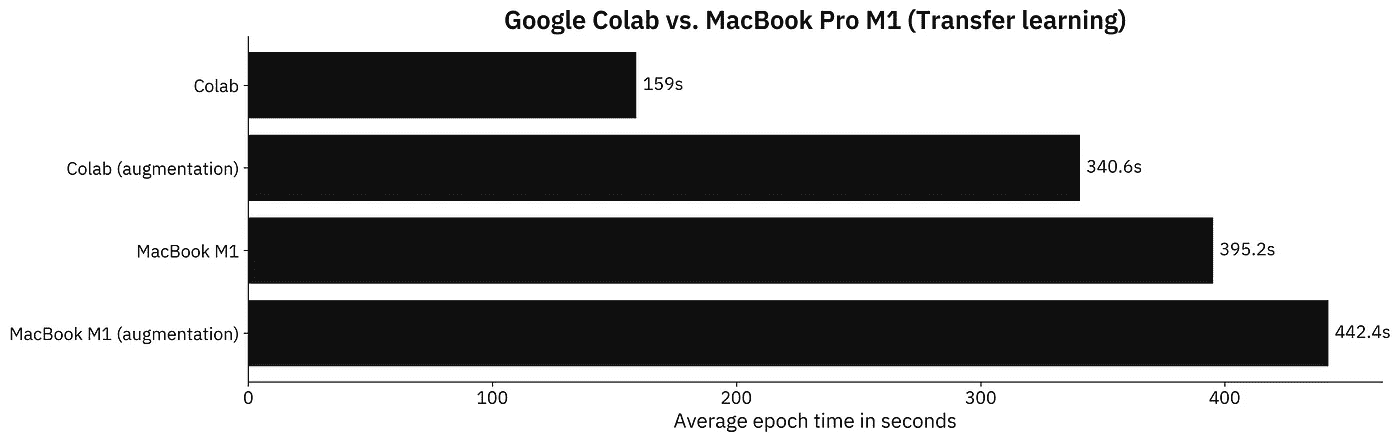 Google Colab vs. MacBook Pro M1 (Transfer learning)
Colab
159s
Colab (augmentation)
340.6s
MacBook M1
395.2s
MacBook M1 (augmentation)
442.4s
0 100 200 300 400
Average epoch time in seconds